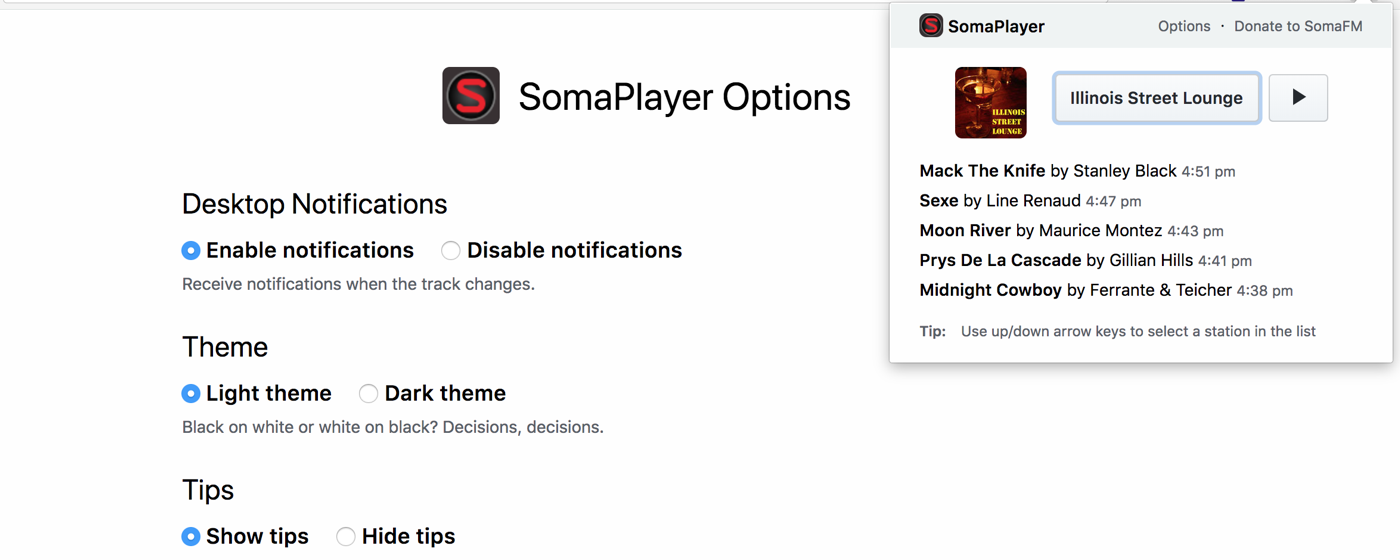 SomaPlayer Options
Desktop Notifications
Enable notifications Disable notifications
Receive notifications when the track changes.
Theme
Light theme Dark theme
Black on white or white on black? Decisions, decisions.
Tips
Show tips Hide tips
SomaPlayer Options · Donate to SomaFM
ILLINOIS
STREET
LOUNGE
Illinois Street Lounge
Mack The Knife by Stanley Black 4:51 pm
Sexe by Line Renaud 4:47 pm
Moon River by Maurice Montez 4:43 pm
Prys De La Cascade by Gillian Hills 4:41 pm
Midnight Cowboy by Ferrante & Teicher 4:38 pm
Tip: Use up/down arrow keys to select a station in the list